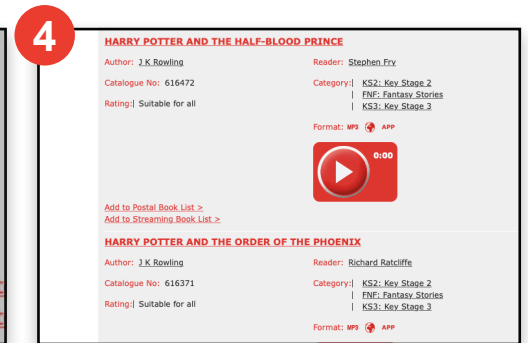 4
HARRY POTTER AND THE HALF-BLOOD PRINCE
Author: J K Rowling
Reader: Stephen Fry
Catalogue No: 616472
Category:| KS2: Key Stage 2
| FNF: Fantasy Stories
| KS3: Key Stage 3
Rating:| Suitable for all
Format: MP3 APP
0:00
Add to Postal Book List >
Add to Streaming Book List >
HARRY POTTER AND THE ORDER OF THE PHOENIX
Author: J K Rowling
Reader: Richard Ratcliffe
Catalogue No: 616371
Category:| KS2: Key Stage 2
| FNF: Fantasy Stories
| KS3: Key Stage 3
Rating:| Suitable for all
Format: MP3 APP